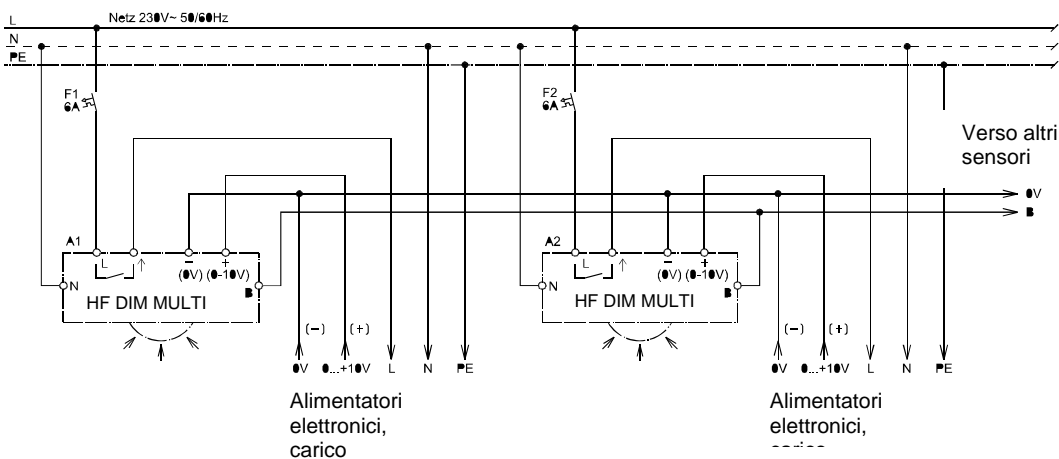 L
Netz 230V~ 50/60Hz
N
PE
F1
6A
F2
6A
Verso altri
sensori
0V
B
A1
L
↑
−
+
(0V) (0-10V)
N
B
HF DIM MULTI
A2
L
↑
−
+
(0V) (0-10V)
N
B
HF DIM MULTI
(−) (+)
0V 0...+10V L N PE
(−) (+)
0V 0...+10V L N PE
Alimentatori
elettronici,
carico
Alimentatori
elettronici,